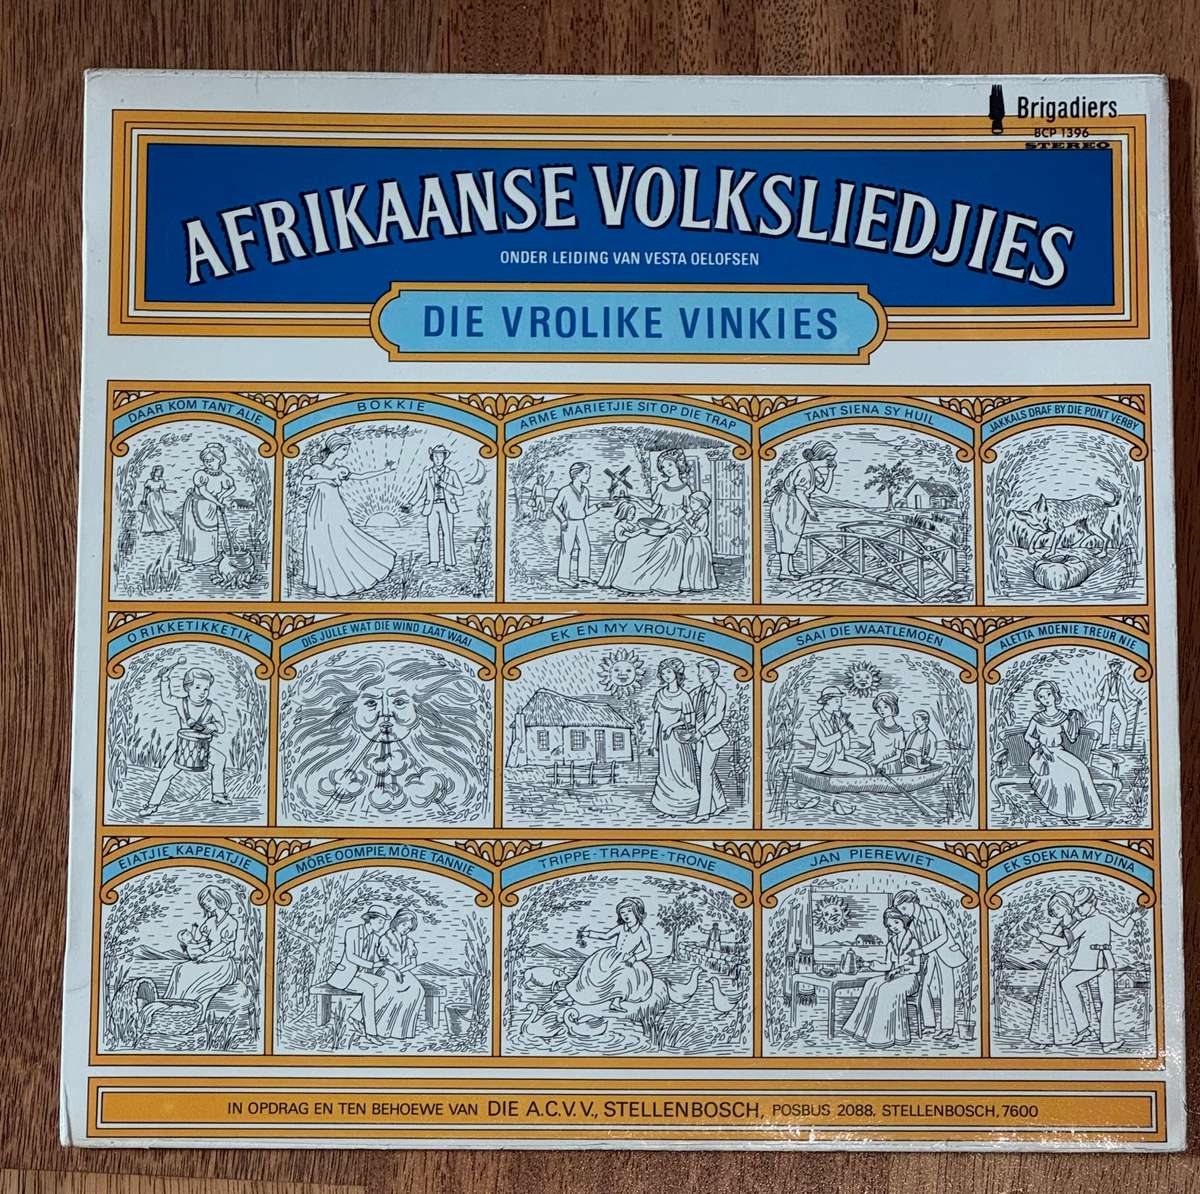 Brigadiers
BCP 1396
STEREO
AFRIKAANSE VOLKSLIEDJIES
ONDER LEIDING VAN VESTA OELOFSEN
DIE VROLIKE VINKIES
DAAR KOM TANT ALIE
BOKKIE
ARME MARIETJIE SIT OP DIE TRAP
TANT SIENA SY HUIL
JAKKALS DRAF BY DIE PONT VERBY
O RIKKETIKKETIK
DIS JULLE WAT DIE WIND LAAT WAAI
EK EN MY VROUTJIE
SAAI DIE WAATLEMOEN
ALETTA MOENIE TREUR NIE
EIATJIE, KAPEIATJIE
MÔRE OOMPIE, MÔRE TANNIE
TRIPPE-TRAPPE-TRONE
JAN PIEREWIET
EK SOEK NA MY DINA
IN OPDRAG EN TEN BEHOEWE VAN DIE A.C.V.V., STELLENBOSCH, POSBUS 2088, STELLENBOSCH, 7600